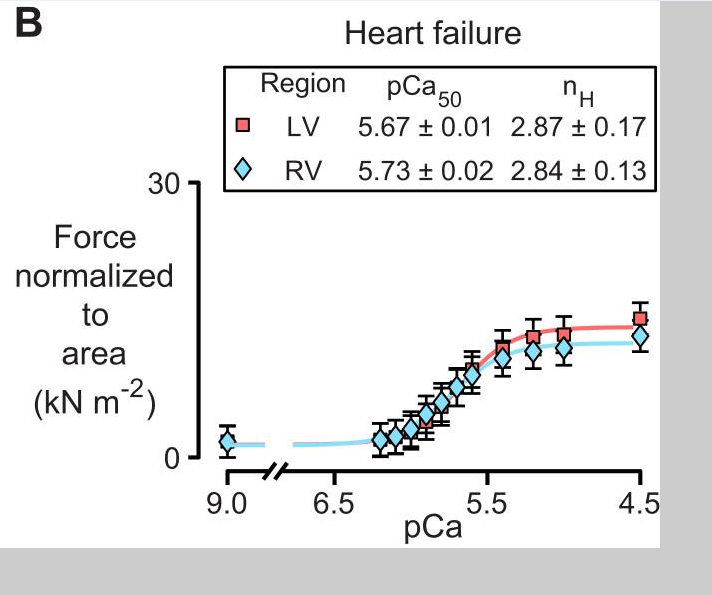 B
Heart failure
Region pCa50 nH
LV 5.67 ± 0.01 2.87 ± 0.17
RV 5.73 ± 0.02 2.84 ± 0.13
30
Force
normalized
to
area
(kN m-2)
0
9.0 6.5 5.5 4.5
pCa